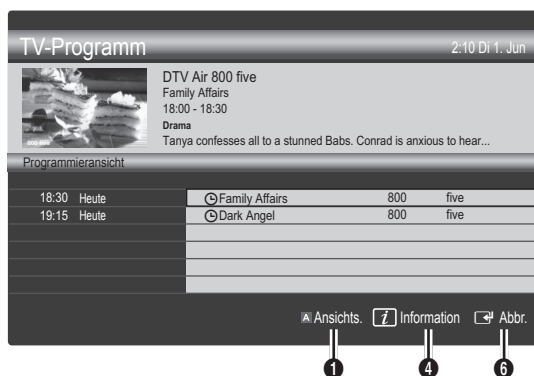 TV-Programm 2:10 Di 1. Jun
DTV Air 800 five
Family Affairs
18:00 - 18:30
Drama
Tanya confesses all to a stunned Babs. Conrad is anxious to hear...
800 five
Programmieransicht
18:30 Heute Family Affairs 800 five
19:15 Heute Dark Angel 800 five
A Ansichts. i Information Abbr.
1 4 6